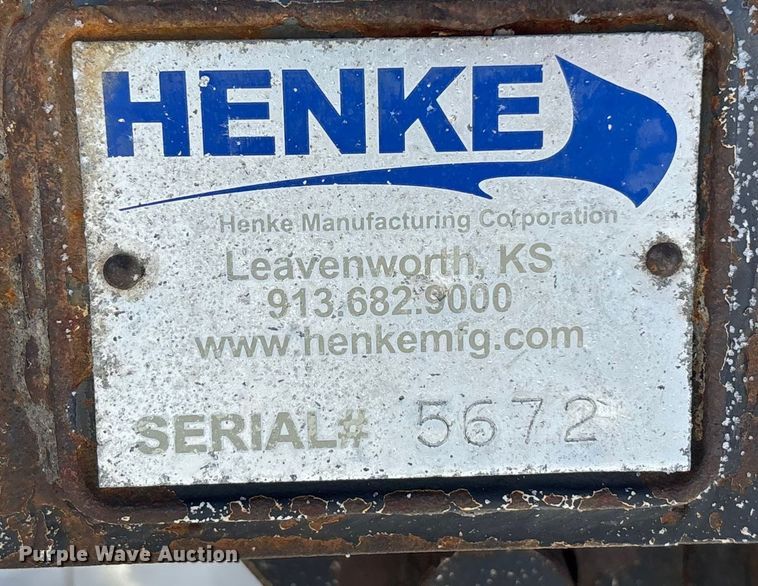 HENKE
Henke Manufacturing Corporation
Leavenworth, KS
913.682.9000
www.henkemfg.com
SERIAL# 5672
Purple Wave Auction